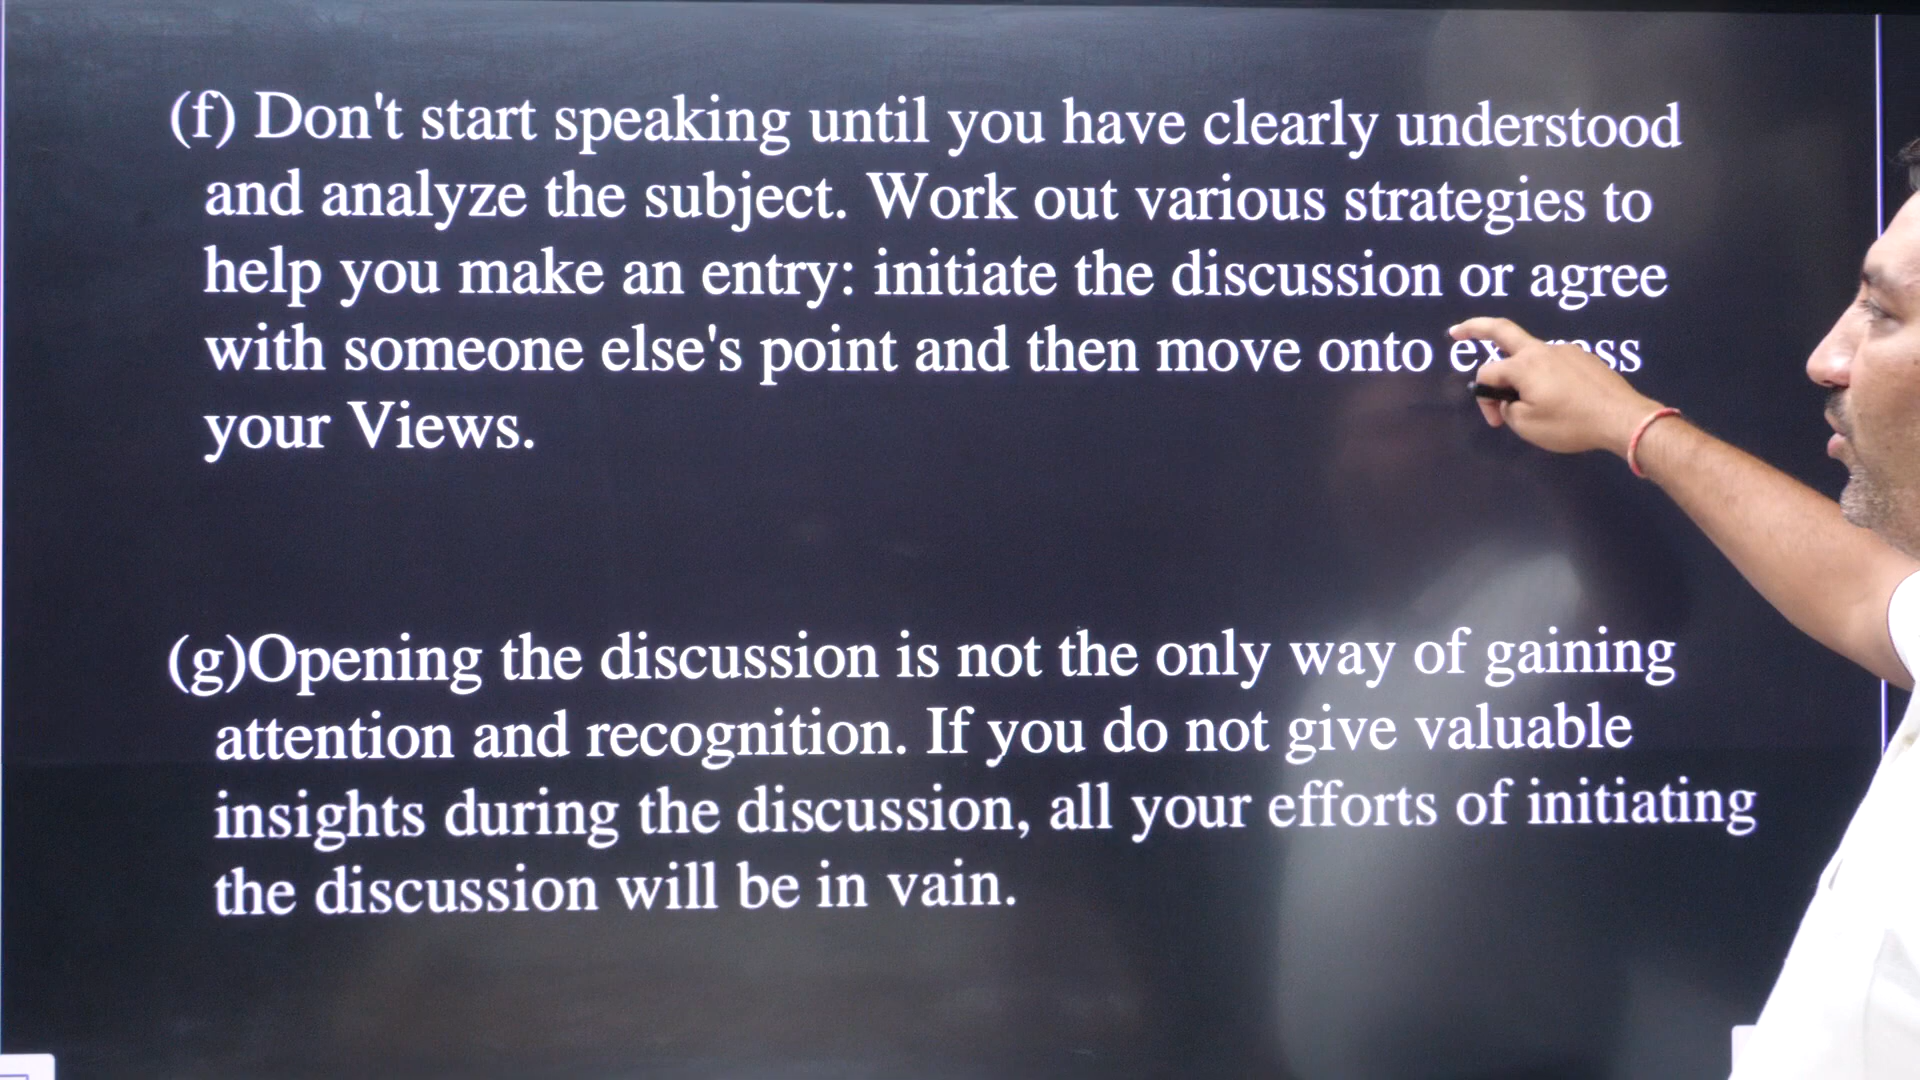 (f) Don't start speaking until you have clearly understood
and analyze the subject. Work out various strategies to
help you make an entry: initiate the discussion or agree
with someone else's point and then move onto
your Views.
(g)Opening the discussion is not the only way of gaining
attention and recognition. If you do not give valuable
insights during the discussion, all your efforts of initiating
the discussion will be in vain.